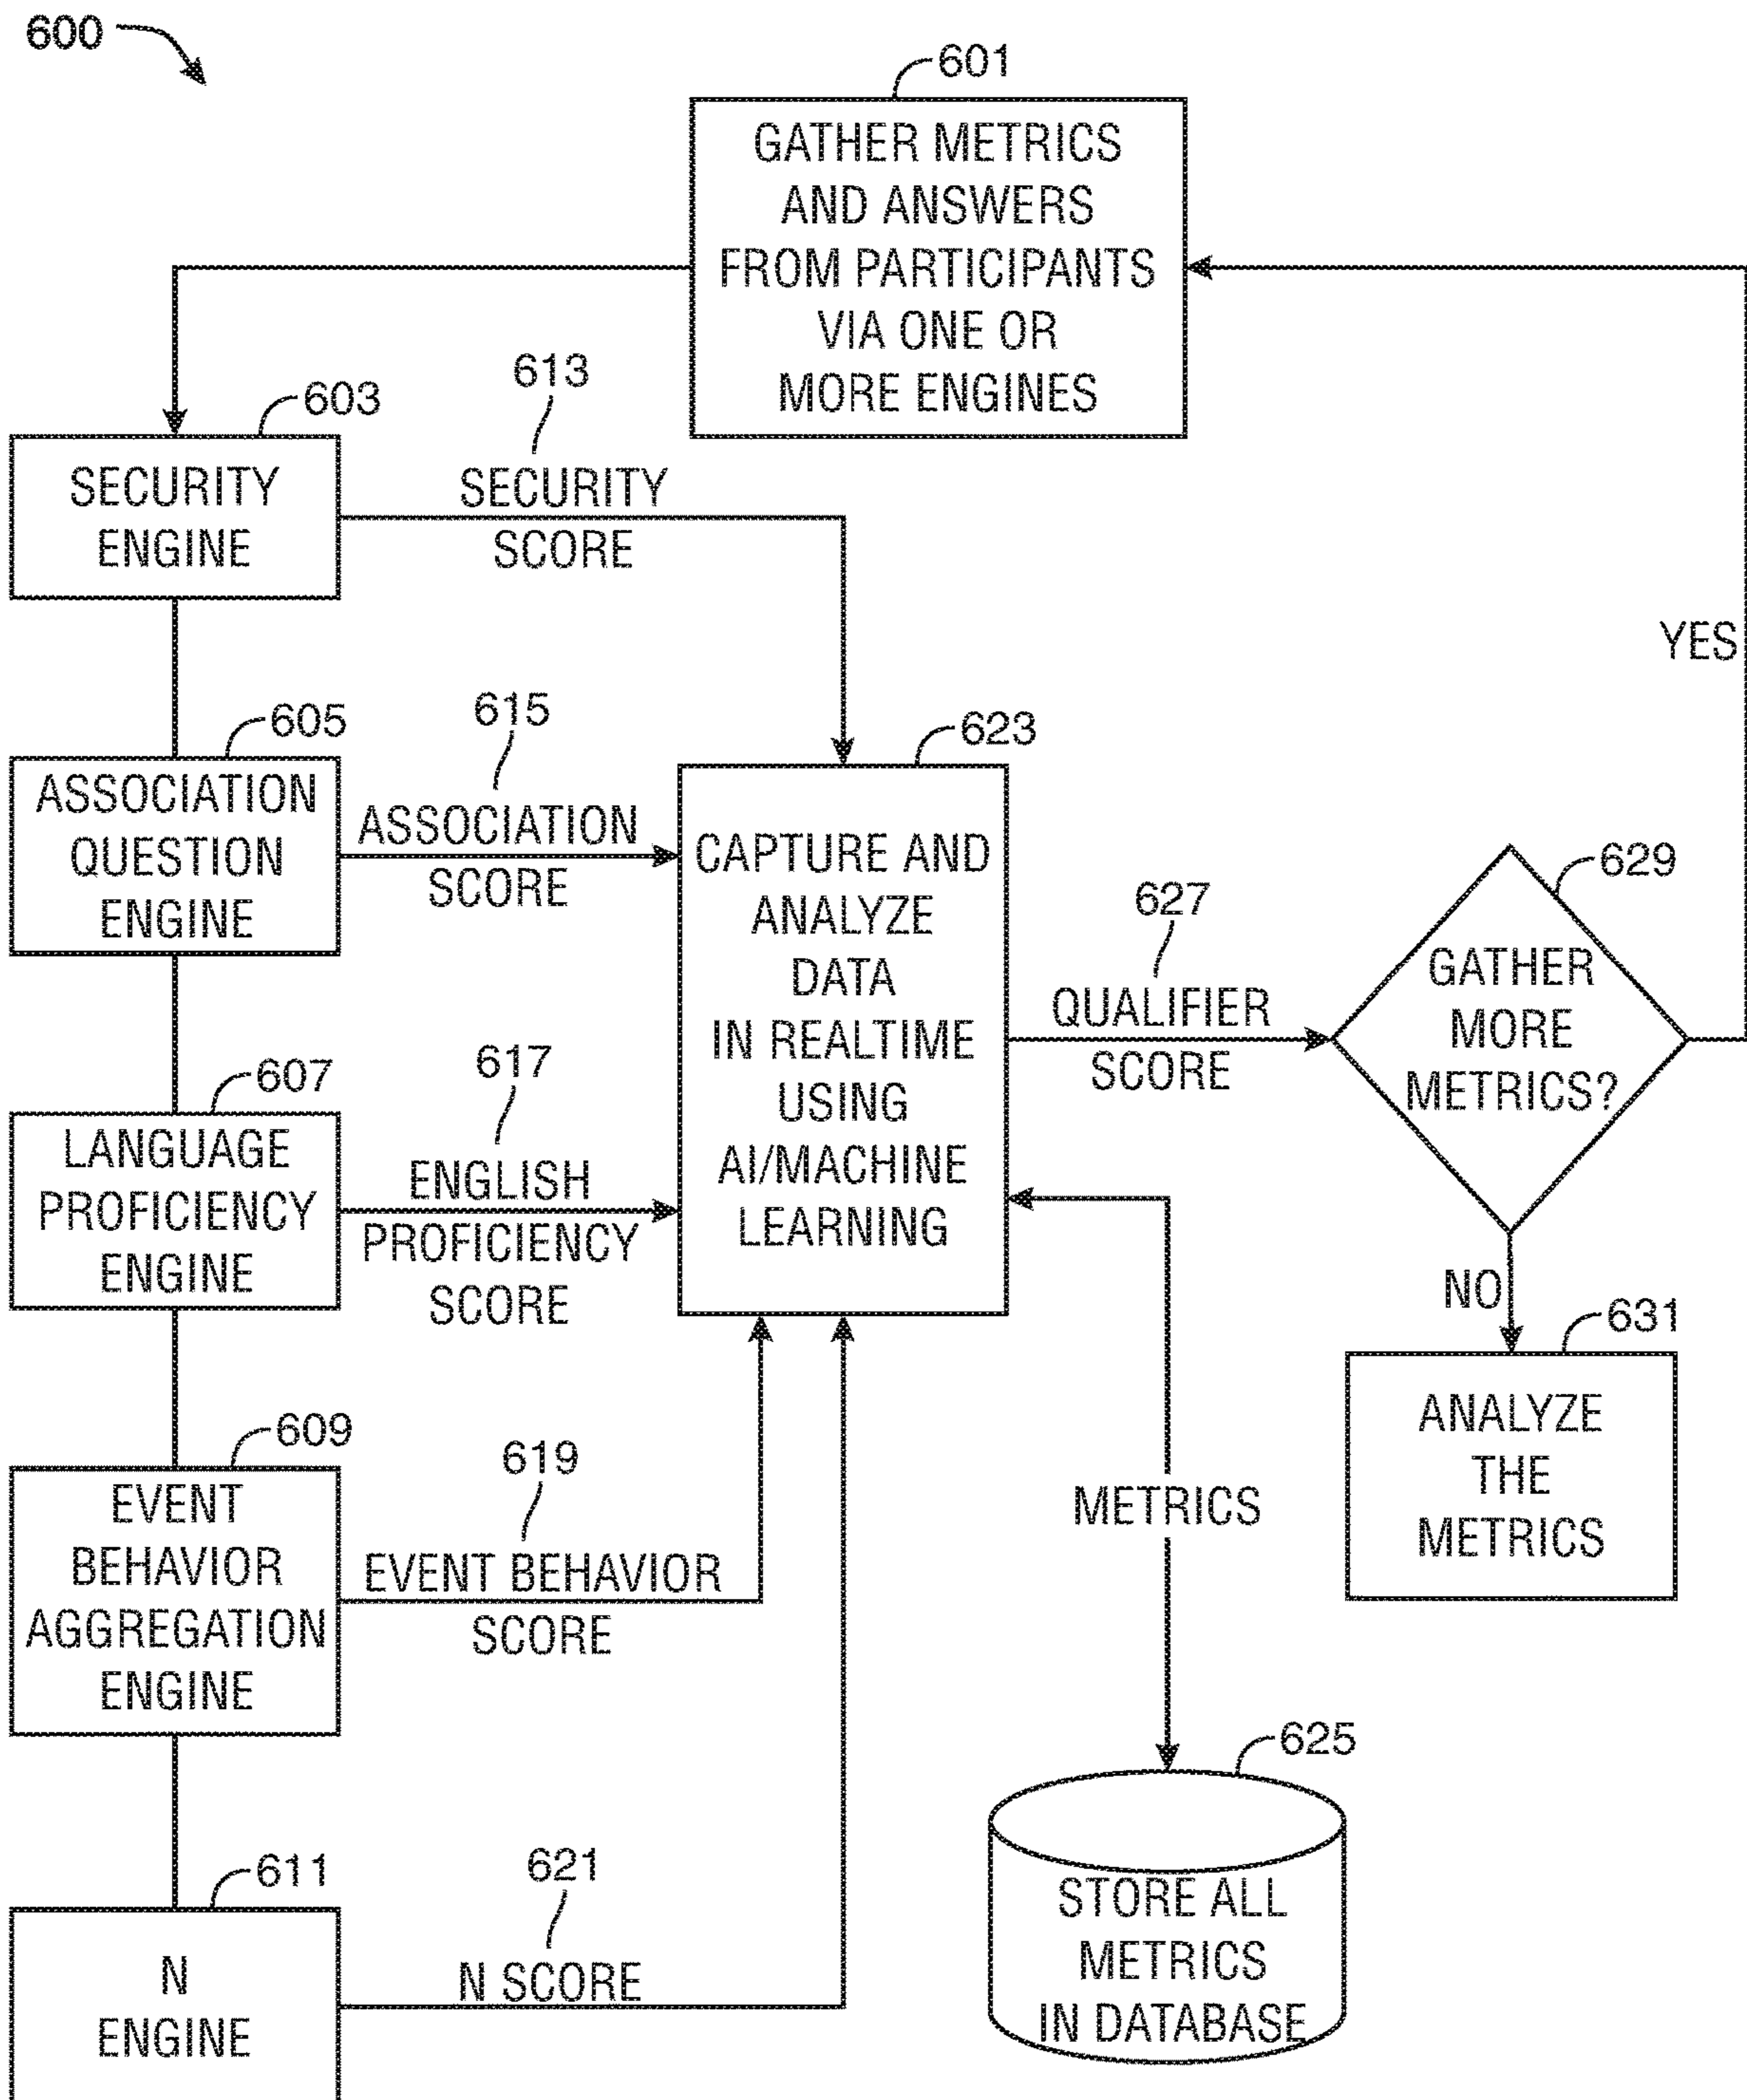 600
601
GATHER METRICS
AND ANSWERS
FROM PARTICIPANTS
VIA ONE OR
MORE ENGINES
603
SECURITY
ENGINE
613
SECURITY
SCORE
YES
605
ASSOCIATION
QUESTION
ENGINE
615
ASSOCIATION
SCORE
623
CAPTURE AND
ANALYZE
DATA
IN REALTIME
USING
AI/MACHINE
LEARNING
627
QUALIFIER
SCORE
629
GATHER
MORE
METRICS?
607
LANGUAGE
PROFICIENCY
ENGINE
617
ENGLISH
PROFICIENCY
SCORE
NO
631
ANALYZE
THE
METRICS
609
EVENT
BEHAVIOR
AGGREGATION
ENGINE
619
EVENT BEHAVIOR
SCORE
METRICS
625
STORE ALL
METRICS
IN DATABASE
611
N
ENGINE
621
N SCORE